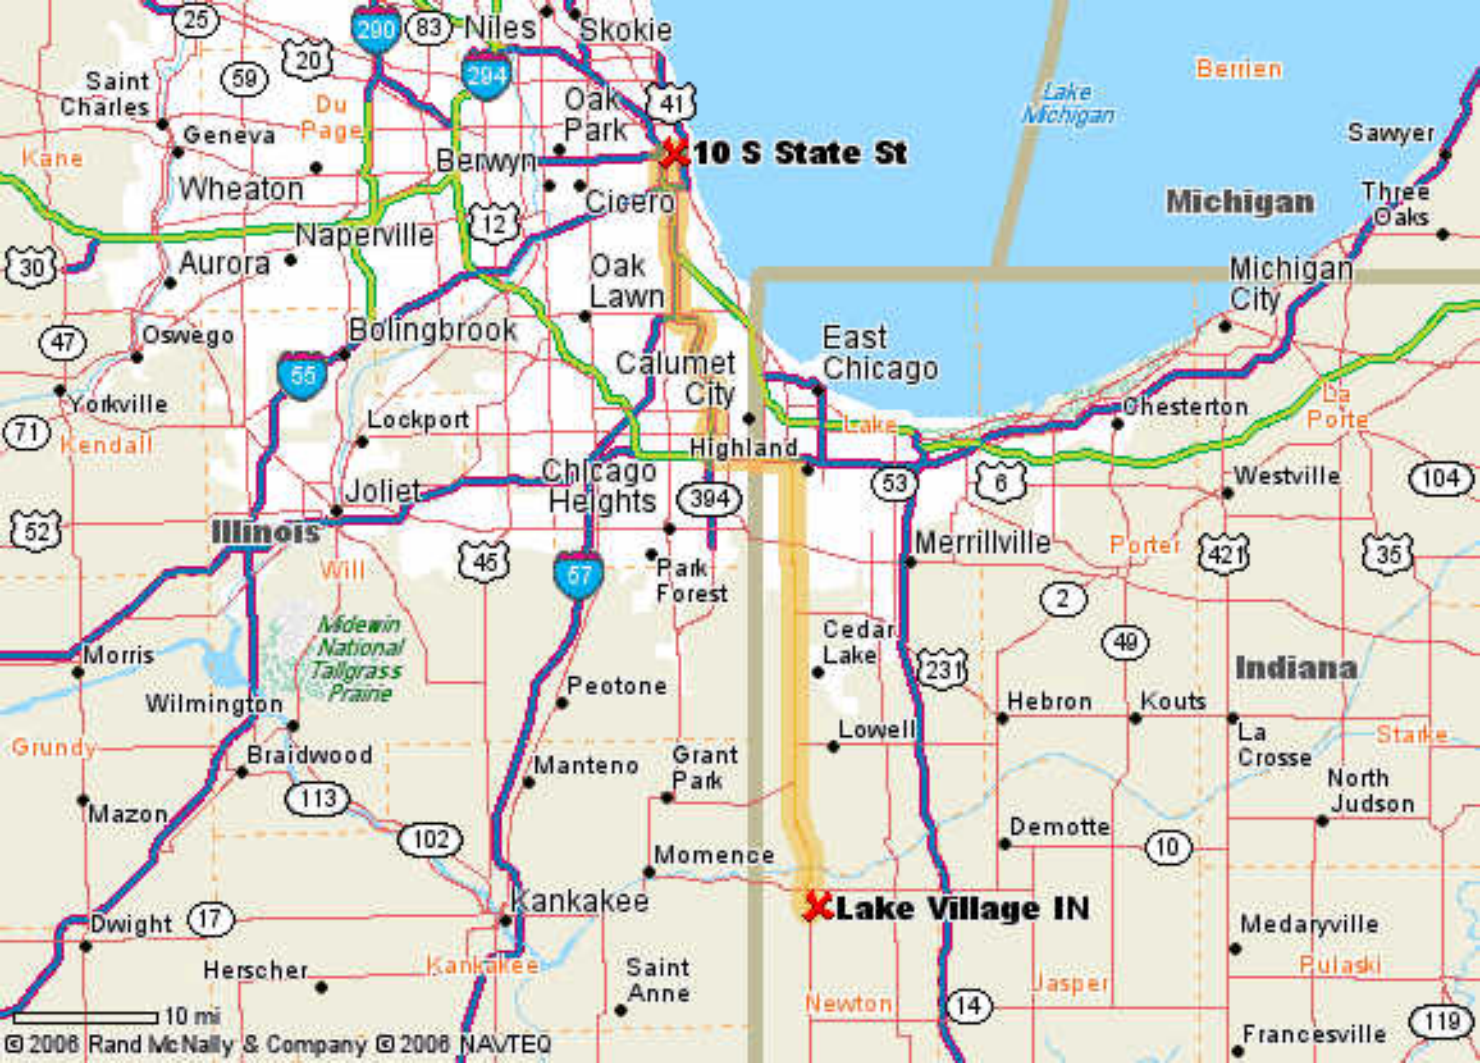 25
290
83
Niles
Skokie
20
59
294
41
Saint
Charles
Du
Page
Oak
Park
Geneva
Kane
Berwyn
10 S State St
Lake
Michigan
Berrien
Sawyer
Wheaton
Cicero
Michigan
Three
Oaks
12
Naperville
30
Aurora
Oak
Lawn
Michigan
City
47
Oswego
Bolingbrook
East
Chicago
55
Calumet
City
Yorkville
Lockport
71
Kendall
Lake
Chesterton
La
Porte
Highland
Chicago
Heights
Joliet
394
53
6
Westville
104
52
Illinois
45
Merrillville
Porter
421
35
Will
57
Park
Forest
2
Midewin
National
Tallgrass
Prairie
Cedar
Lake
49
Morris
231
Indiana
Wilmington
Peotone
Hebron
Kouts
Grundy
Lowell
La
Crosse
Starke
Braidwood
Manteno
Grant
Park
North
Judson
113
Mazon
102
Demotte
10
Momence
Kankakee
Lake Village IN
Dwight
17
Medaryville
Herscher
Kankakee
Saint
Anne
Pulaski
Newton
Jasper
14
10 mi
119
Francesville
© 2006 Rand McNally & Company © 2006 NAVTEQ